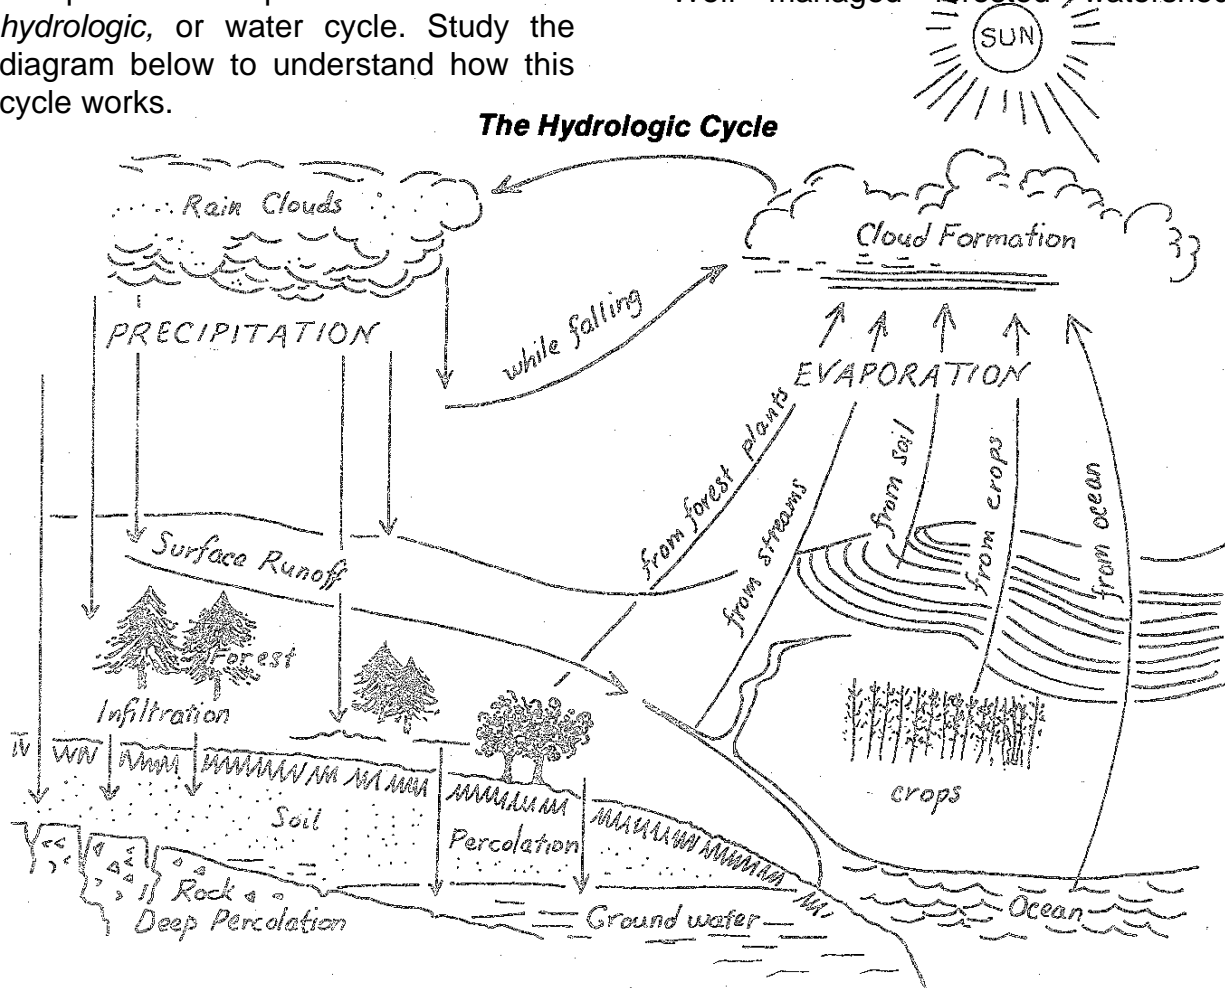 hydrologic, or water cycle. Study the
diagram below to understand how this
cycle works.
Well managed forested watershed
SUN
The Hydrologic Cycle
Rain Clouds
Cloud Formation
PRECIPITATION
while falling
EVAPORATION
from forest plants
from streams
from soil
from crops
from ocean
Surface Runoff
Forest
Infiltration
crops
Soil
Percolation
Rock
Deep Percolation
Ground water
Ocean